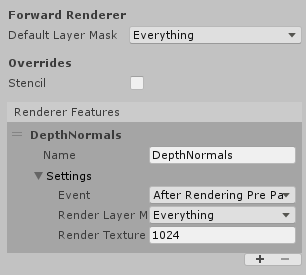 Forward Renderer
Default Layer Mask Everything
Overrides
Stencil
Renderer Features
DepthNormals
Name DepthNormals
Settings
Event After Rendering Pre Pa
Render Layer M Everything
Render Texture 1024
+ −